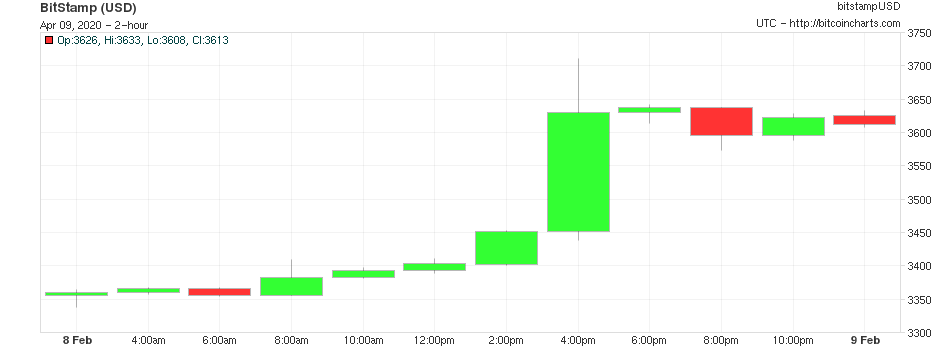 BitStamp (USD)
bitstampUSD
Apr 09, 2020 - 2-hour
UTC - http://bitcoincharts.com
Op:3626, Hi:3633, Lo:3608, Cl:3613
3750
3700
3650
3600
3550
3500
3450
3400
3350
3300
8 Feb 4:00am 6:00am 8:00am 10:00am 12:00pm 2:00pm 4:00pm 6:00pm 8:00pm 10:00pm 9 Feb